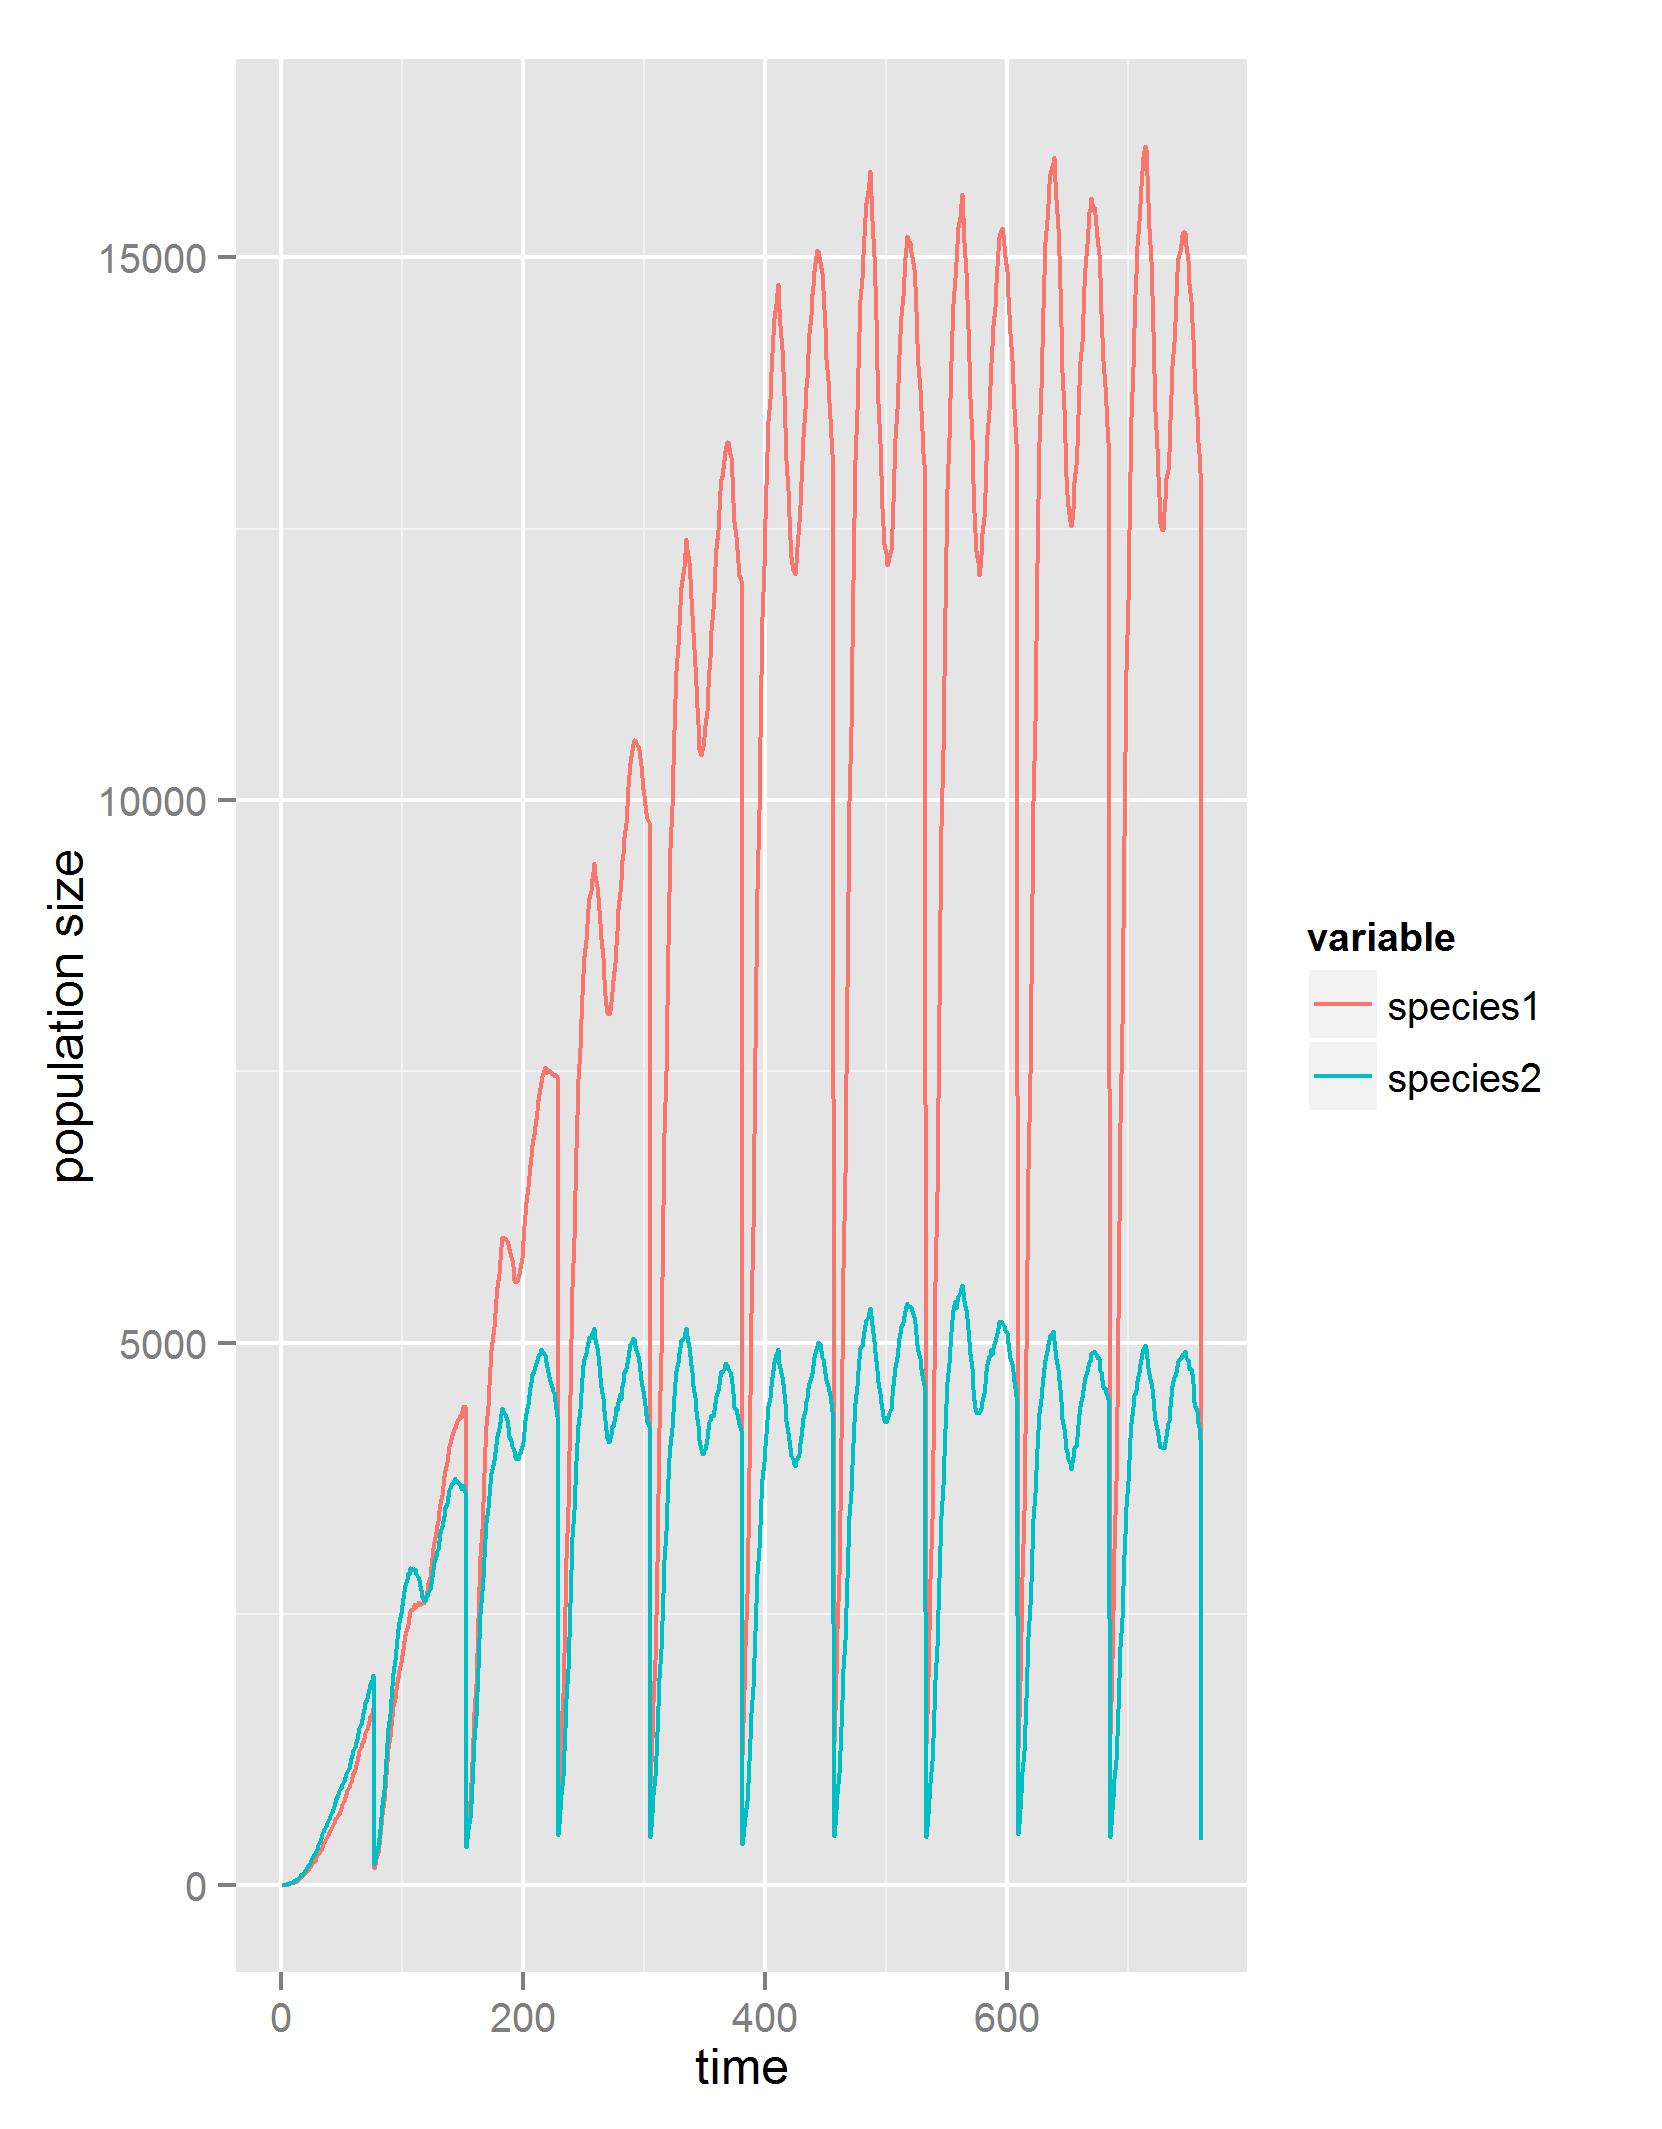 population size
15000
10000
5000
0
0 200 400 600
time
variable
species1
species2